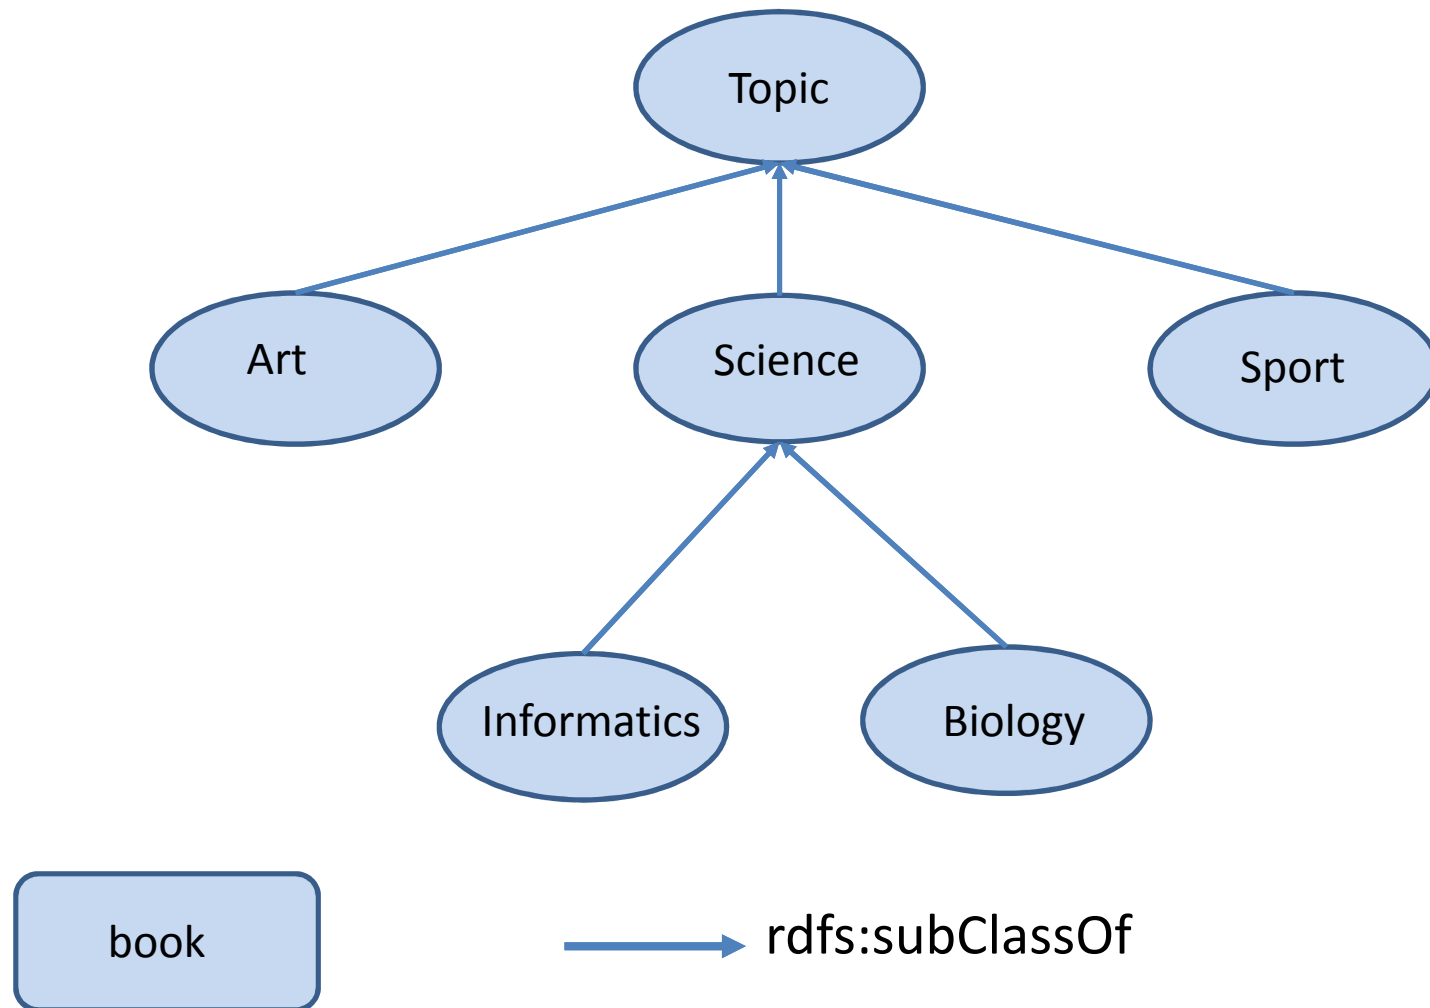 Topic
Art
Science
Sport
Informatics
Biology
book
rdfs:subClassOf